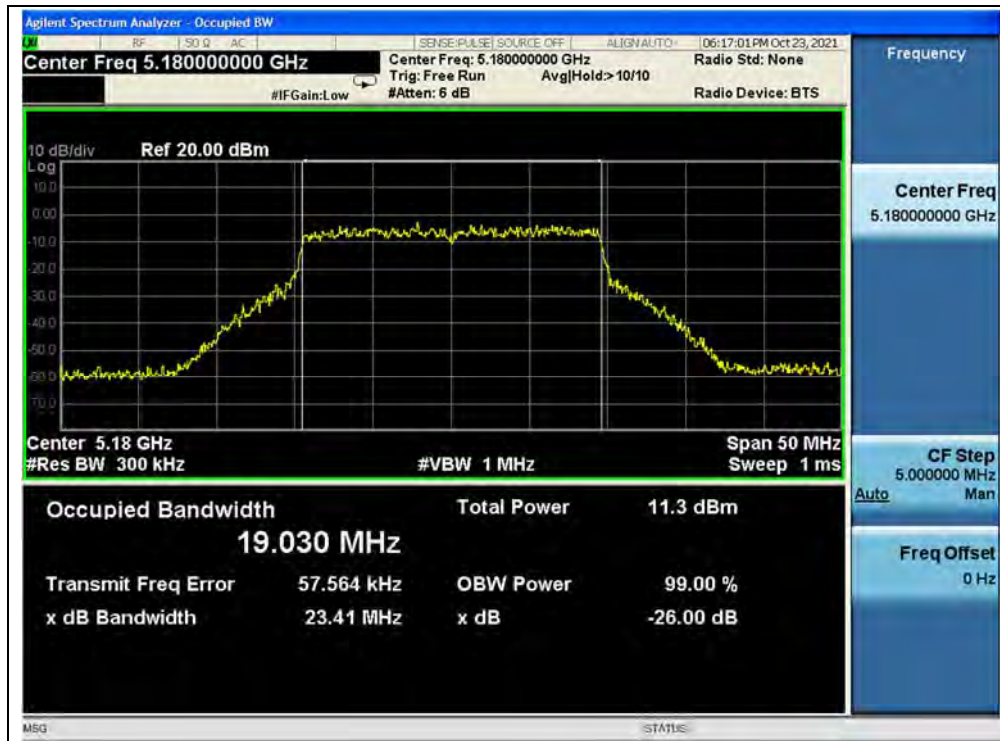 Agilent Spectrum Analyzer - Occupied BW
LXI RF 50 Ω AC SENSE:PULSE SOURCE OFF ALIGN AUTO 06:17:01 PM Oct 23, 2021
Center Freq 5.180000000 GHz
Center Freq: 5.180000000 GHz
Radio Std: None
Trig: Free Run Avg|Hold:> 10/10
#IFGain:Low
#Atten: 6 dB
Radio Device: BTS
10 dB/div Ref 20.00 dBm
Log
10.0
0.00
-10.0
-20.0
-30.0
-40.0
-50.0
-60.0
-70.0
Center 5.18 GHz
Span 50 MHz
#Res BW 300 kHz
#VBW 1 MHz
Sweep 1 ms
Occupied Bandwidth
Total Power 11.3 dBm
19.030 MHz
Transmit Freq Error 57.564 kHz
OBW Power 99.00 %
x dB Bandwidth 23.41 MHz
x dB -26.00 dB
MSG
STATUS
Frequency
Center Freq
5.180000000 GHz
CF Step
5.000000 MHz
Auto Man
Freq Offset
0 Hz